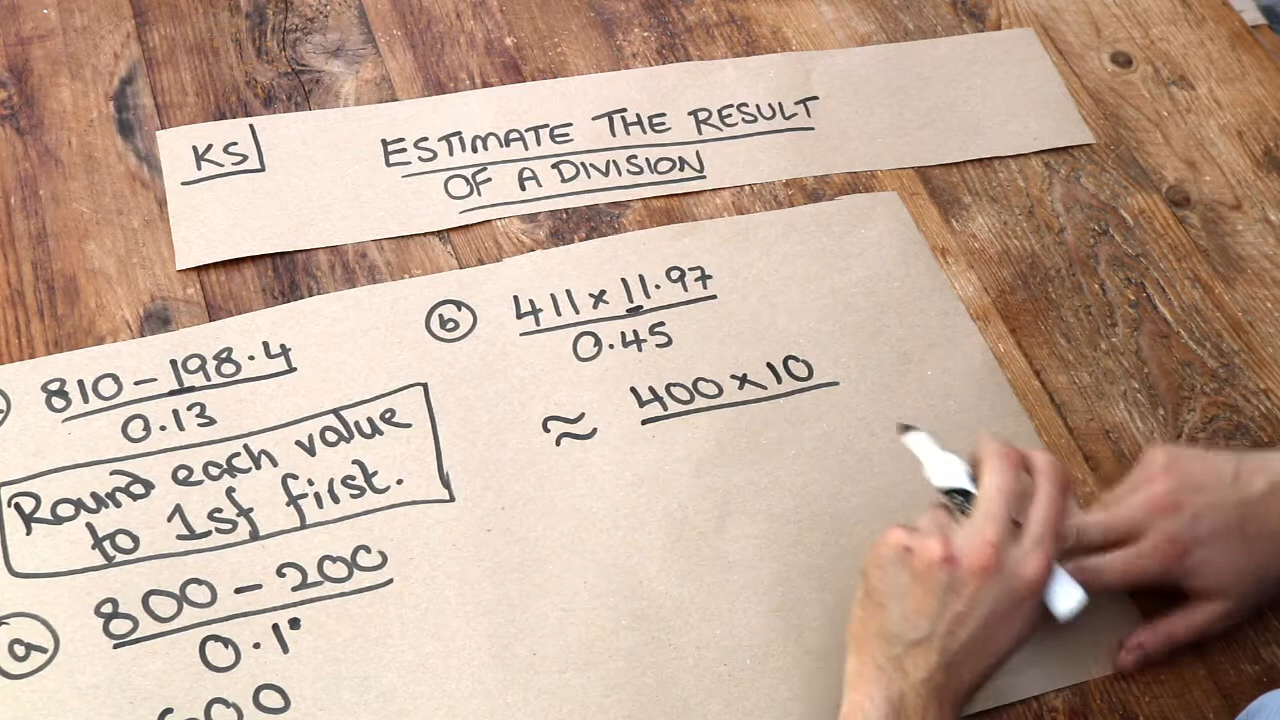 KS
ESTIMATE THE RESULT
OF A DIVISION
810 - 198.4
0.13
Round each value
to 1sf first.
a 800 - 200
0.1
600
b 411 × 11.97
0.45
≈ 400 × 10